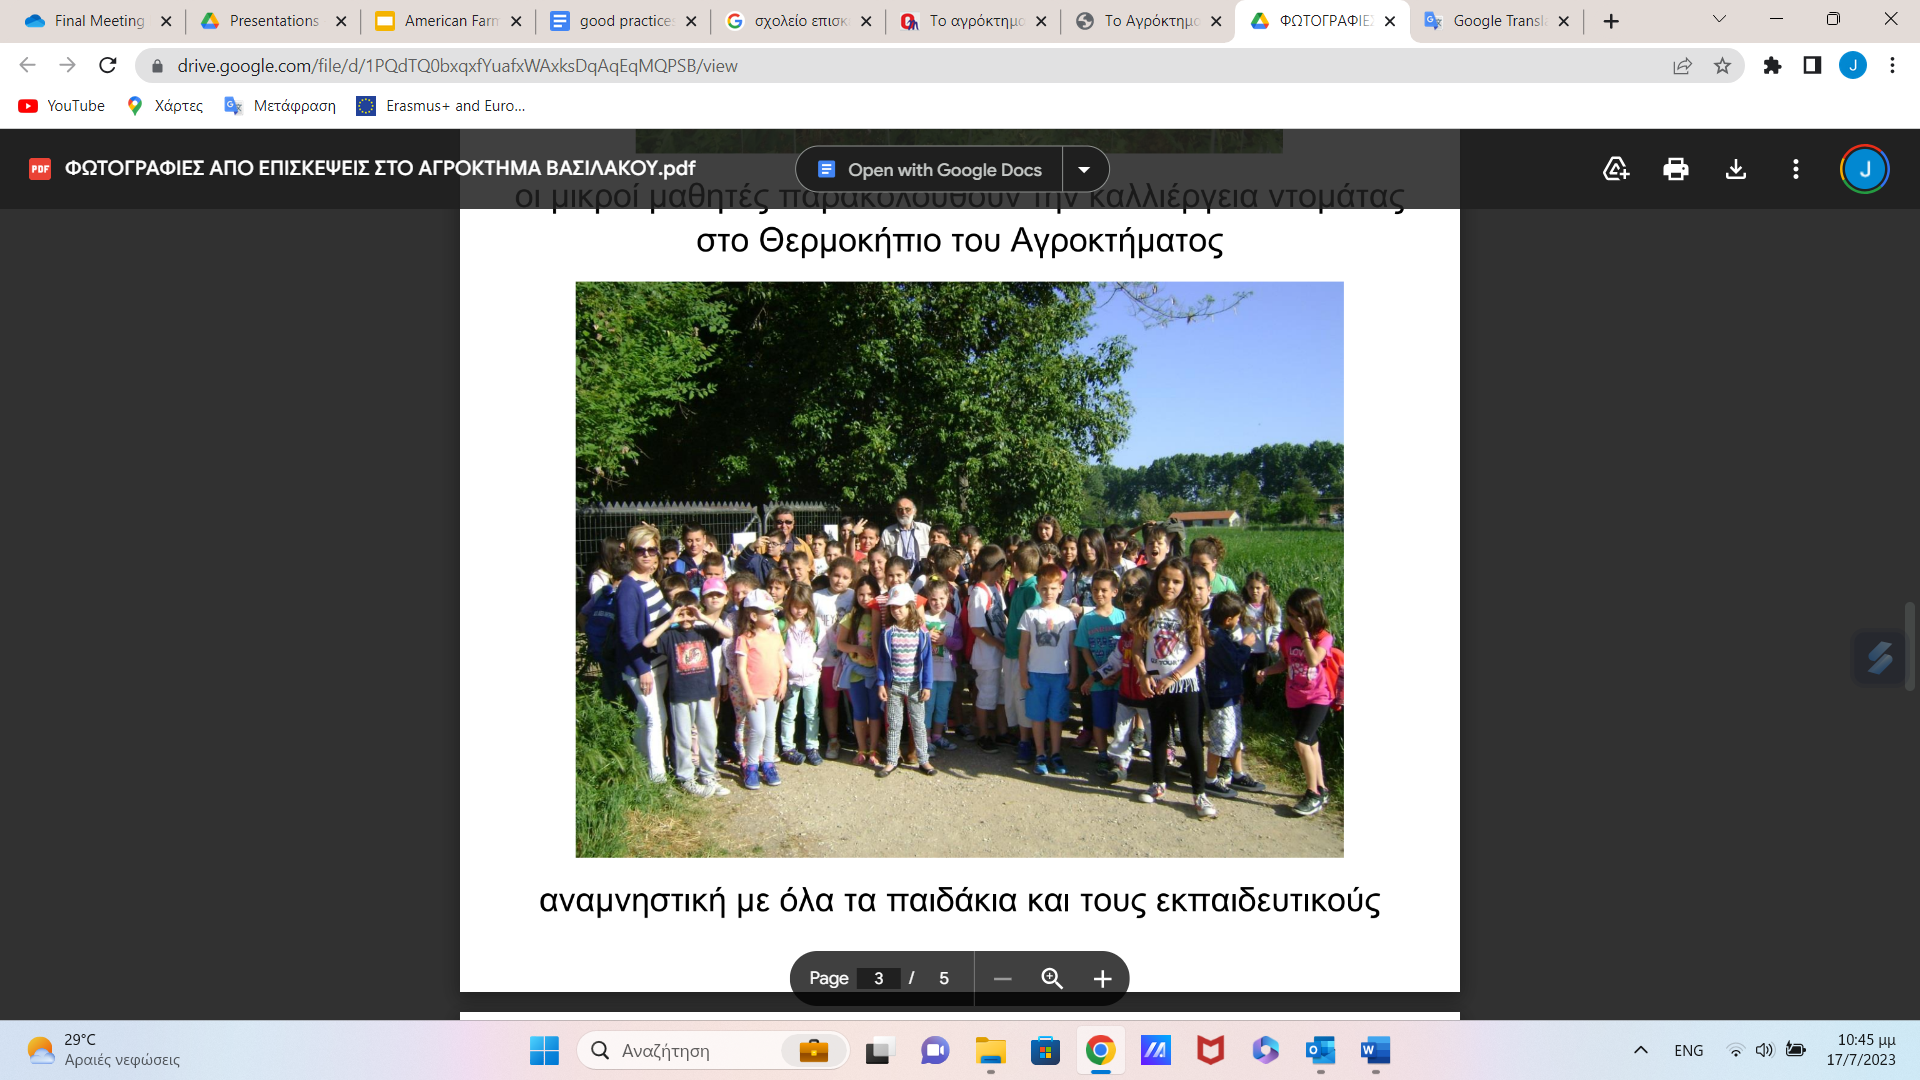 Final Meeting
Presentations
American Farm
good practices
σχολείο επισκ
Το αγρόκτημα
Το Αγρόκτημα
ΦΩΤΟΓΡΑΦΙΕΣ
Google Transla
drive.google.com/file/d/1PQdTQ0bxqxfYuafxWAxksDqAqEqMQPSB/view
J
YouTube
Χάρτες
Μετάφραση
Erasmus+ and Euro...
PDF
ΦΩΤΟΓΡΑΦΙΕΣ ΑΠΟ ΕΠΙΣΚΕΨΕΙΣ ΣΤΟ ΑΓΡΟΚΤΗΜΑ ΒΑΣΙΛΑΚΟΥ.pdf
Open with Google Docs
J
οι μικροί μαθητές παρακολουθούν την καλλιέργεια ντομάτας
στο Θερμοκήπιο του Αγροκτήματος
αναμνηστική με όλα τα παιδάκια και τους εκπαιδευτικούς
Page 3 / 5
29°C
Αραιές νεφώσεις
Αναζήτηση
ENG
10:45 μμ
17/7/2023